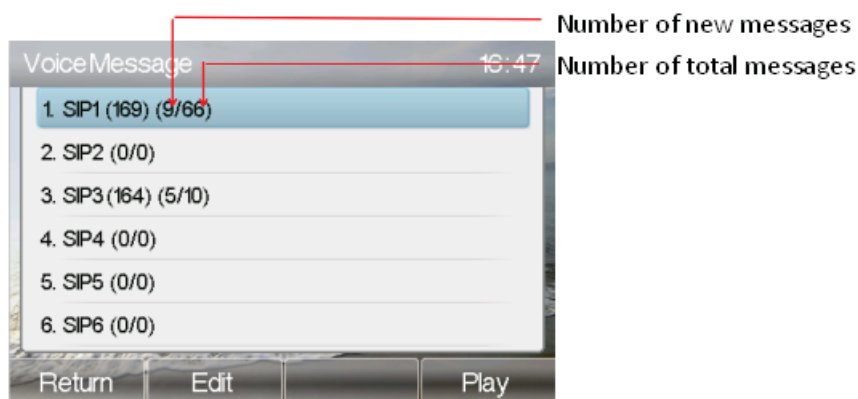 Number of new messages
Voice Message 16:47
Number of total messages
1. SIP1 (169) (9/66)
2. SIP2 (0/0)
3. SIP3 (164) (5/10)
4. SIP4 (0/0)
5. SIP5 (0/0)
6. SIP6 (0/0)
Return Edit Play